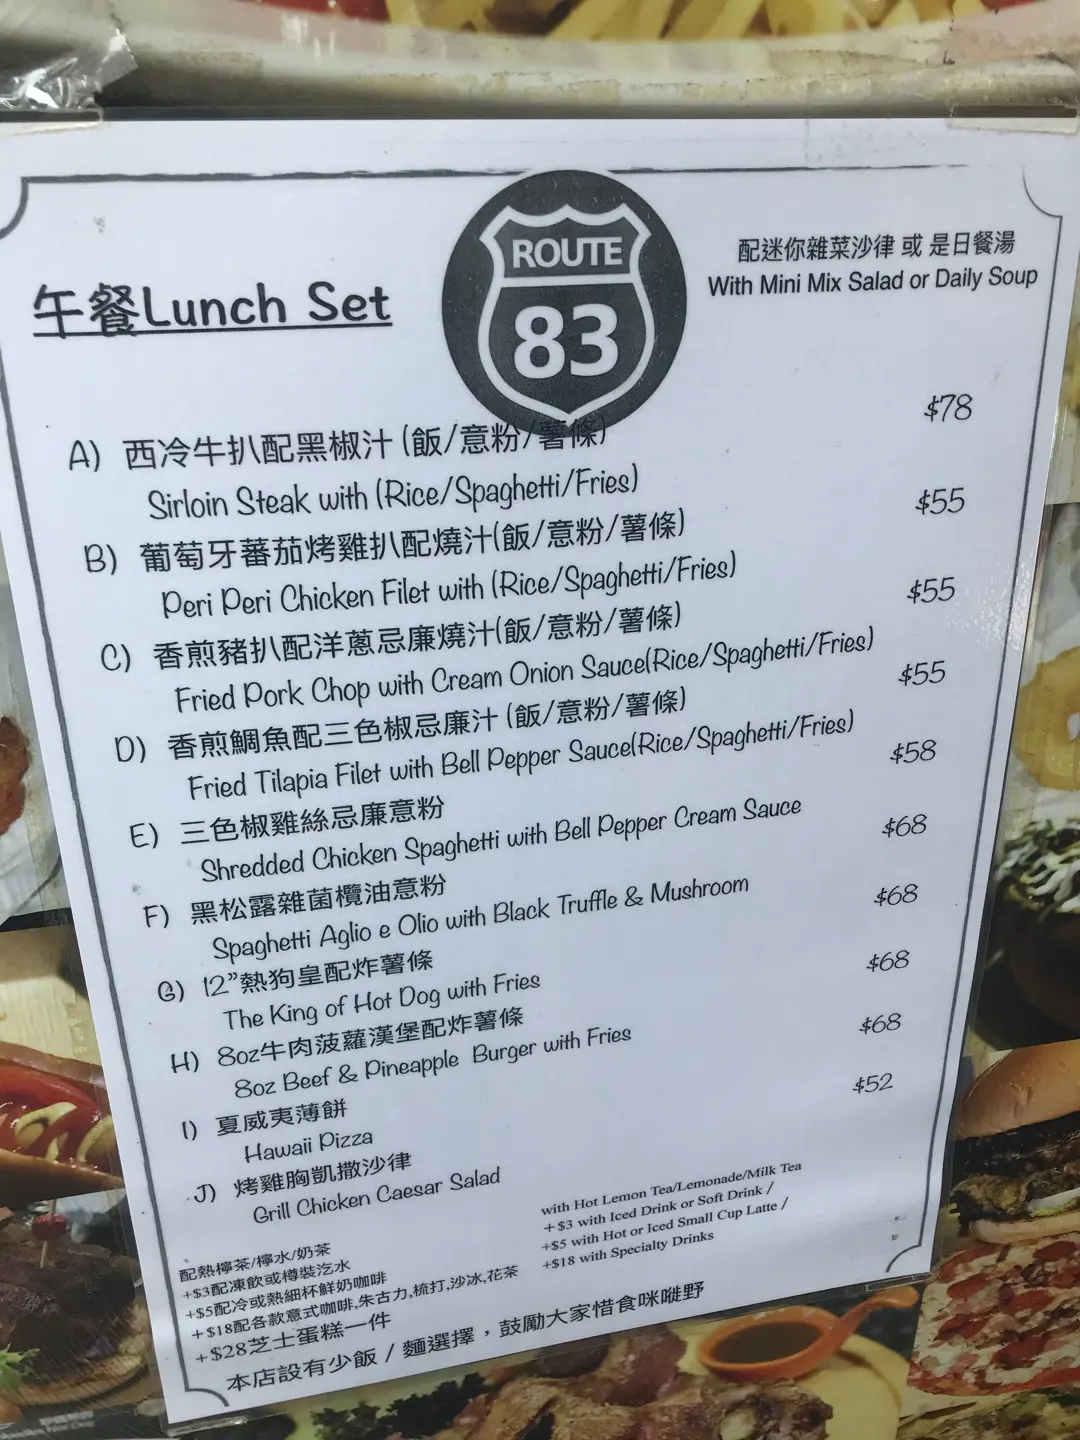 ROUTE
83
配迷你雜菜沙律 或 是日餐湯
With Mini Mix Salad or Daily Soup
午餐Lunch Set
A) 西冷牛扒配黑椒汁 (飯/意粉/薯條) $78
Sirloin Steak with (Rice/Spaghetti/Fries)
B) 葡萄牙蕃茄烤雞扒配燒汁(飯/意粉/薯條) $55
Peri Peri Chicken Filet with (Rice/Spaghetti/Fries)
C) 香煎豬扒配洋蔥忌廉燒汁(飯/意粉/薯條) $55
Fried Pork Chop with Cream Onion Sauce(Rice/Spaghetti/Fries)
D) 香煎鯛魚配三色椒忌廉汁 (飯/意粉/薯條) $55
Fried Tilapia Filet with Bell Pepper Sauce(Rice/Spaghetti/Fries)
E) 三色椒雞絲忌廉意粉 $58
Shredded Chicken Spaghetti with Bell Pepper Cream Sauce
F) 黑松露雜菌欖油意粉 $68
Spaghetti Aglio e Olio with Black Truffle & Mushroom
G) 12”熱狗皇配炸薯條 $68
The King of Hot Dog with Fries
H) 8oz牛肉菠蘿漢堡配炸薯條 $68
8oz Beef & Pineapple Burger with Fries
I) 夏威夷薄餅 $68
Hawaii Pizza
J) 烤雞胸凱撒沙律 $52
Grill Chicken Caesar Salad
配熱檸茶/檸水/奶茶
+$3配凍飲或樽裝汽水
+$5配冷或熱細杯鮮奶咖啡
+$18配各款意式咖啡,朱古力,梳打,沙冰,花茶
+$28芝士蛋糕一件
with Hot Lemon Tea/Lemonade/Milk Tea
+$3 with Iced Drink or Soft Drink /
+$5 with Hot or Iced Small Cup Latte /
+$18 with Specialty Drinks
本店設有少飯 / 麵選擇，鼓勵大家惜食咪嘥野